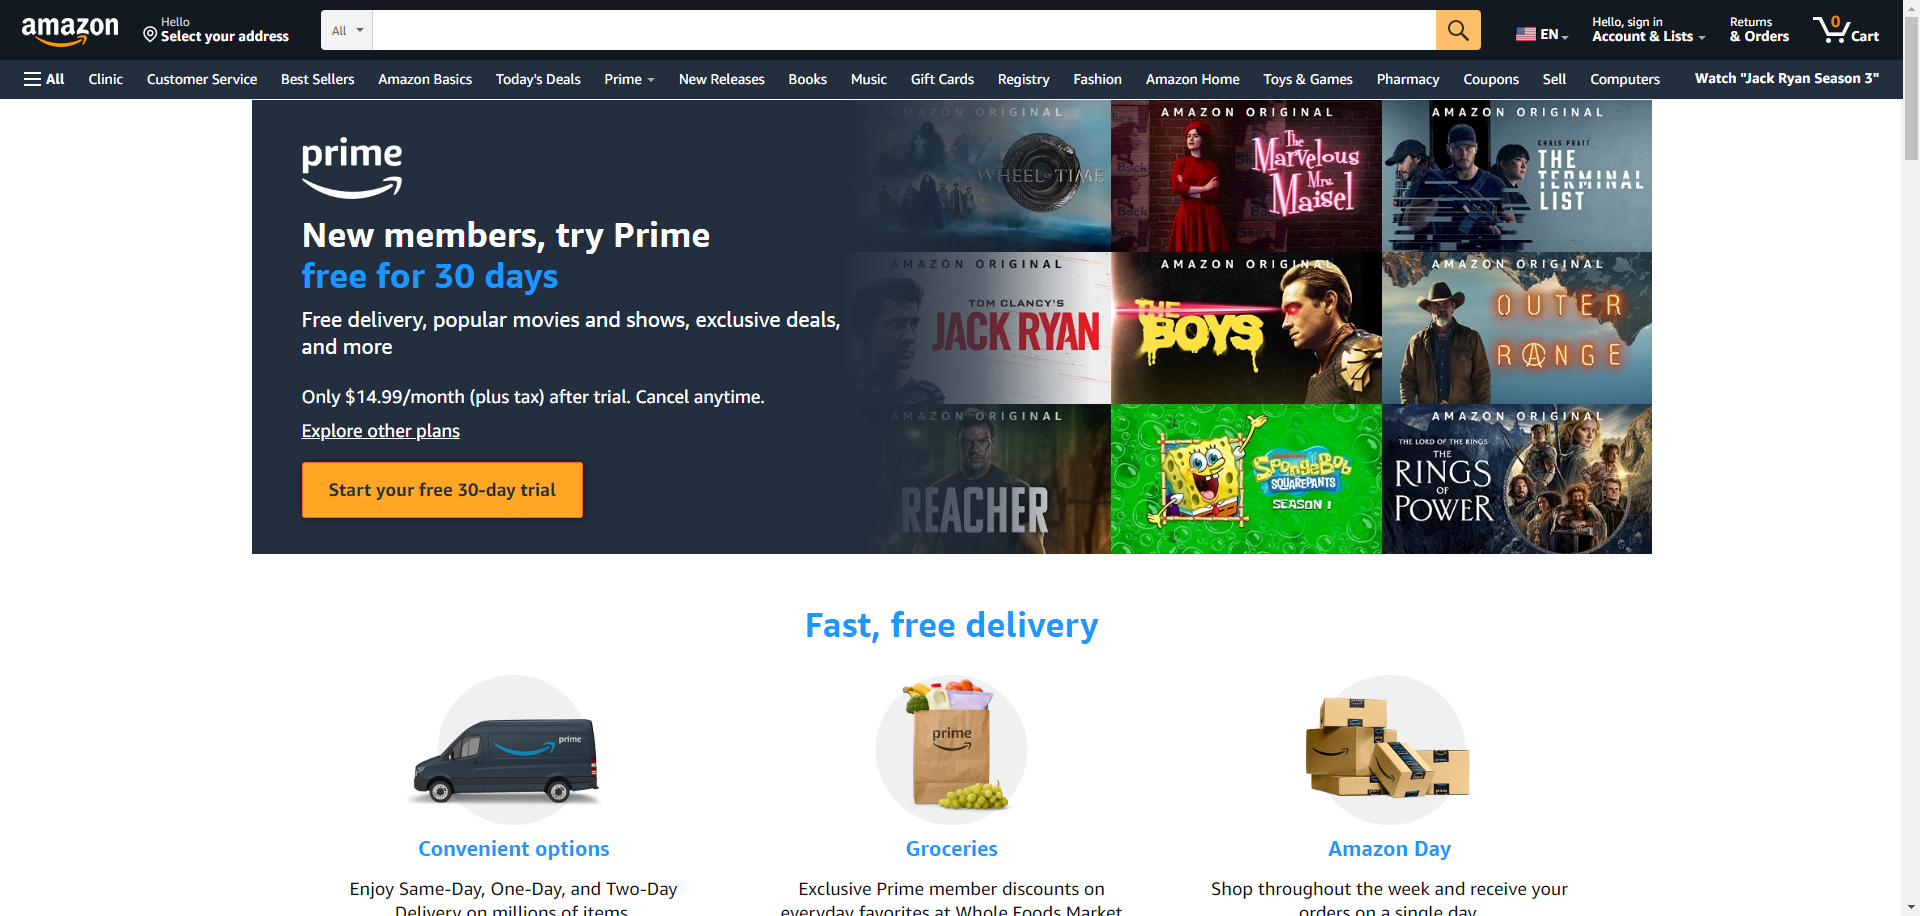 amazon
Hello
Select your address
All
EN
Hello, sign in
Account & Lists
Returns
& Orders
0
Cart
All
Clinic
Customer Service
Best Sellers
Amazon Basics
Today's Deals
Prime
New Releases
Books
Music
Gift Cards
Registry
Fashion
Amazon Home
Toys & Games
Pharmacy
Coupons
Sell
Computers
Watch "Jack Ryan Season 3"
prime
New members, try Prime
free for 30 days
Free delivery, popular movies and shows, exclusive deals,
and more
Only $14.99/month (plus tax) after trial. Cancel anytime.
Explore other plans
Start your free 30-day trial
AMAZON ORIGINAL
WHEEL OF TIME
AMAZON ORIGINAL
The
Marvelous
Mrs.
Maisel
AMAZON ORIGINAL
CHRIS PRATT
THE
TERMINAL
LIST
AMAZON ORIGINAL
TOM CLANCY'S
JACK RYAN
AMAZON ORIGINAL
THE
BOYS
AMAZON ORIGINAL
OUTER
RANGE
AMAZON ORIGINAL
REACHER
SpongeBob
SQUAREPANTS
SEASON 1
AMAZON ORIGINAL
THE LORD OF THE RINGS
THE
RINGS
OF
POWER
Fast, free delivery
prime
prime
Convenient options
Groceries
Amazon Day
Enjoy Same-Day, One-Day, and Two-Day
Delivery on millions of items
Exclusive Prime member discounts on
everyday favorites at Whole Foods Market
Shop throughout the week and receive your
orders on a single day